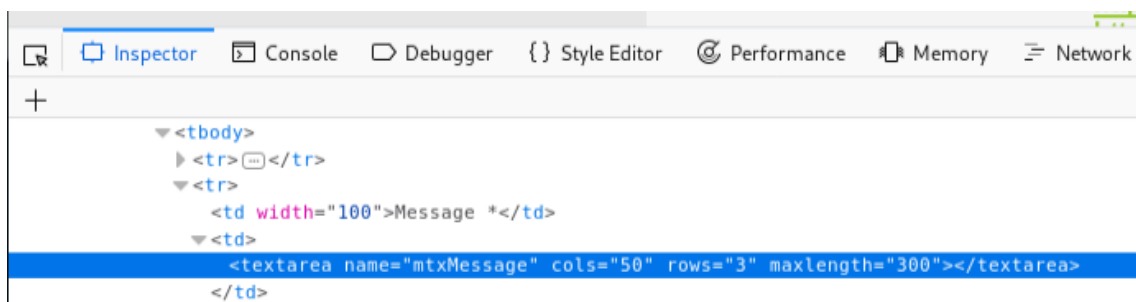 Inspector Console Debugger {} Style Editor Performance Memory Network
+
<tbody>
<tr>⋯</tr>
<tr>
<td width="100">Message *</td>
<td>
<textarea name="mtxMessage" cols="50" rows="3" maxlength="300"></textarea>
</td>